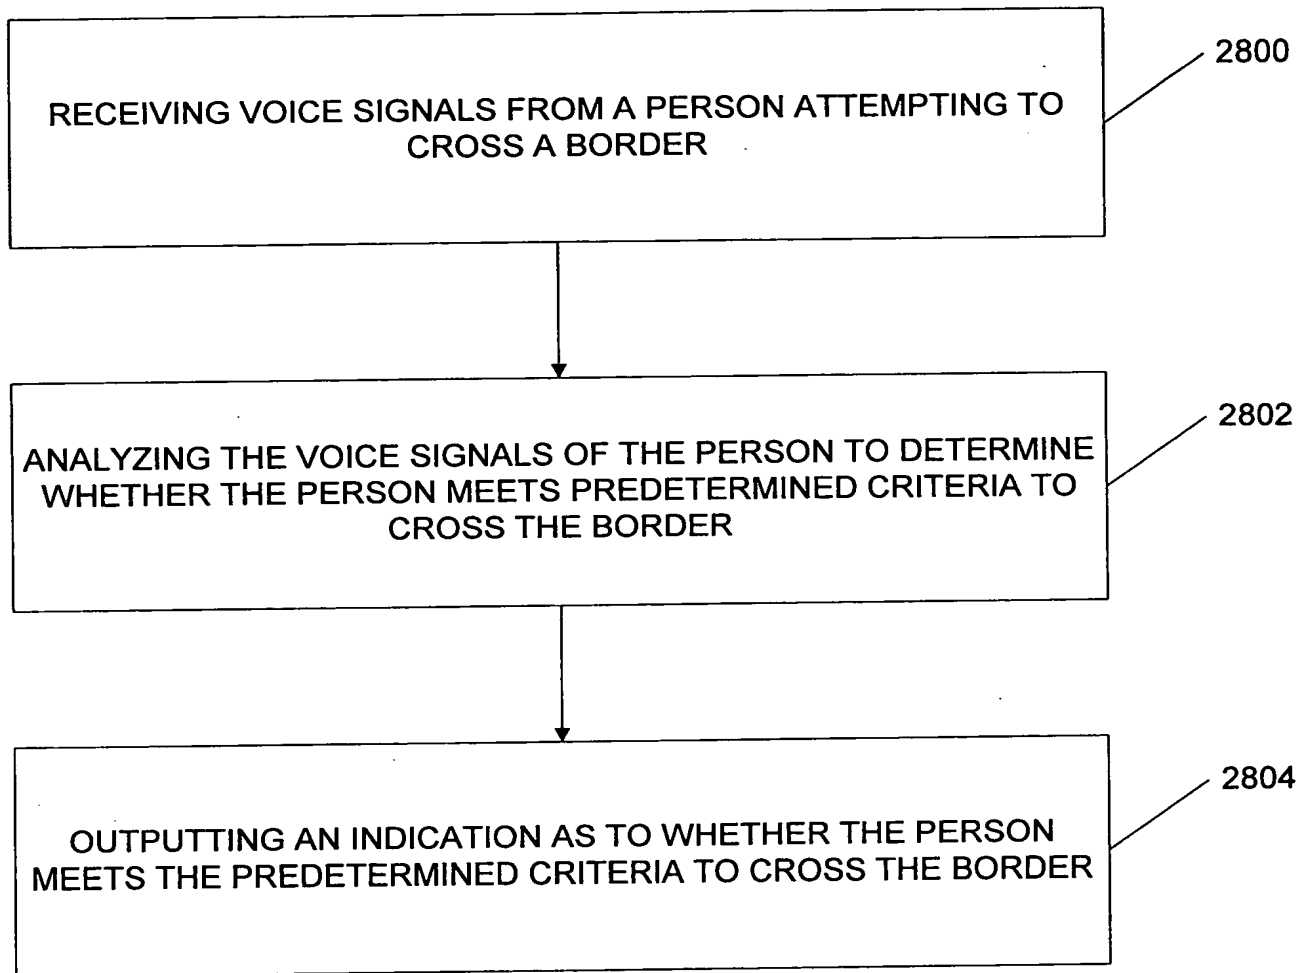 RECEIVING VOICE SIGNALS FROM A PERSON ATTEMPTING TO
CROSS A BORDER
2800
ANALYZING THE VOICE SIGNALS OF THE PERSON TO DETERMINE
WHETHER THE PERSON MEETS PREDETERMINED CRITERIA TO
CROSS THE BORDER
2802
OUTPUTTING AN INDICATION AS TO WHETHER THE PERSON
MEETS THE PREDETERMINED CRITERIA TO CROSS THE BORDER
2804